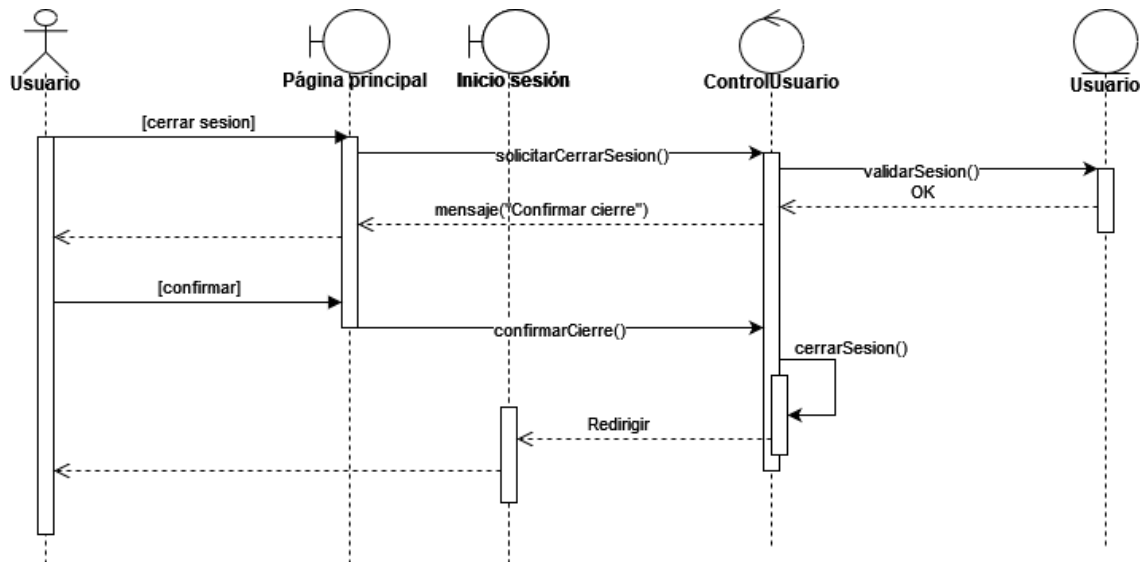 Usuario
Página principal
Inicio sesión
ControlUsuario
Usuario
[cerrar sesion]
solicitarCerrarSesion()
validarSesion()
OK
mensaje("Confirmar cierre")
[confirmar]
confirmarCierre()
cerrarSesion()
Redirigir